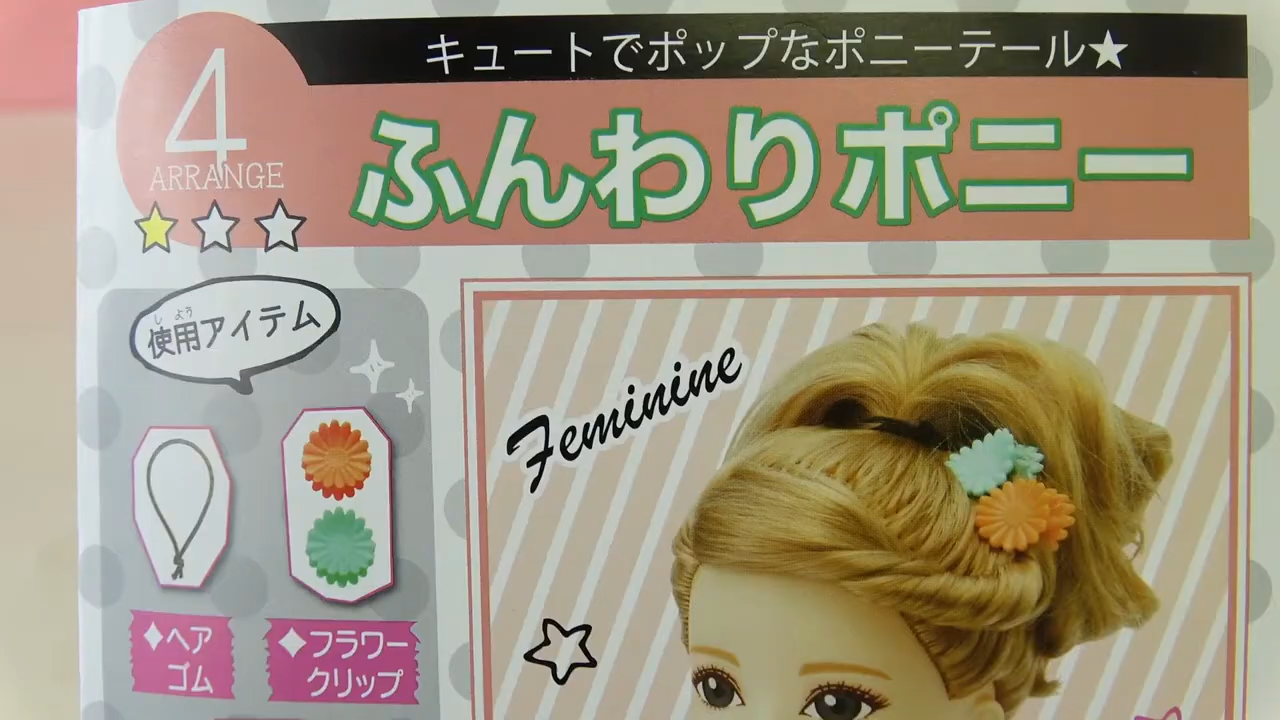 4
ARRANGE
キュートでポップなポニーテール★
ふんわりポニー
しよう
使用アイテム
Feminine
ヘア
ゴム
フラワー
クリップ